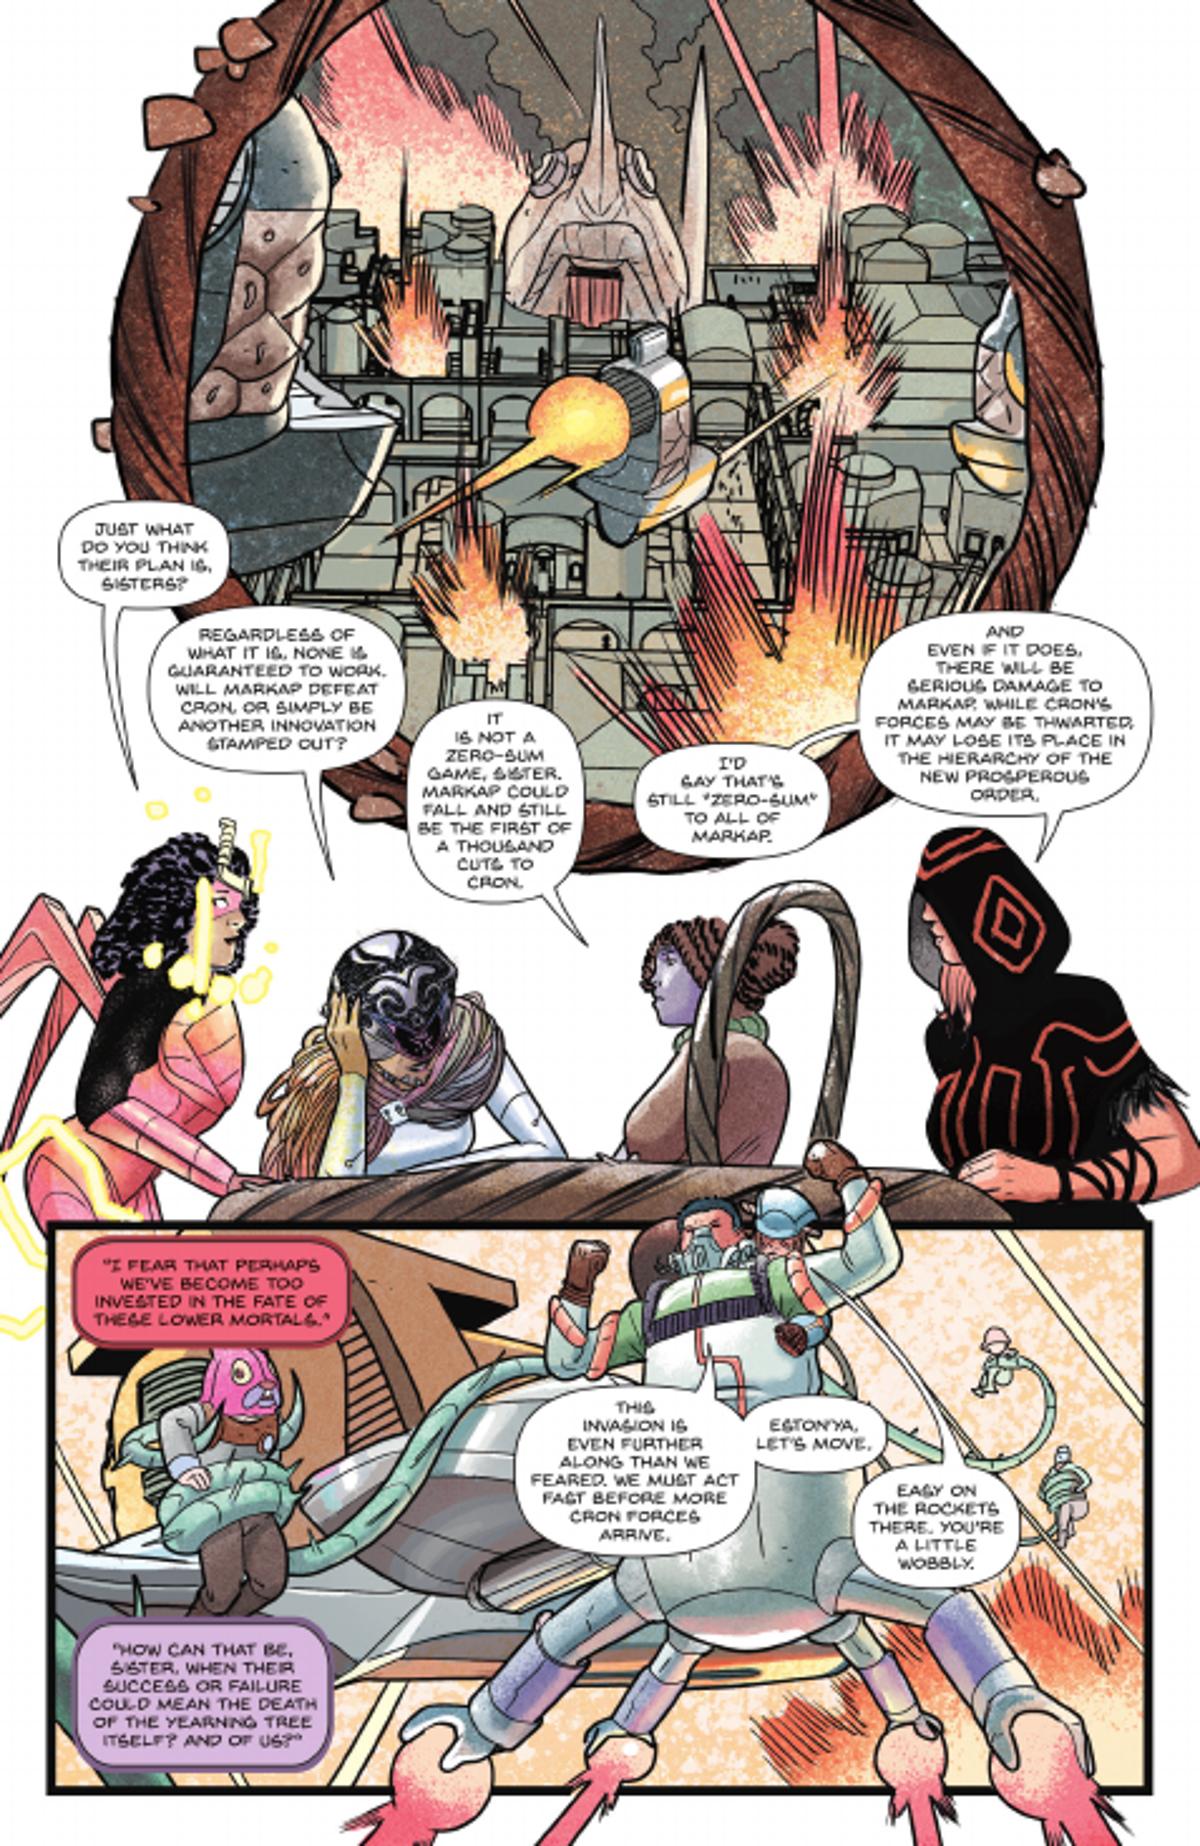 JUST WHAT
DO YOU THINK
THEIR PLAN IS,
SISTERS?
REGARDLESS OF
WHAT IT IS, NONE IS
GUARANTEED TO WORK.
WILL MARKAP DEFEAT
CRON, OR SIMPLY BE
ANOTHER INNOVATION
STAMPED OUT?
IT
IS NOT A
ZERO-SUM
GAME, SISTER.
MARKAP COULD
FALL AND STILL
BE THE FIRST OF
A THOUSAND
CUTS TO
CRON.
I'D
SAY THAT'S
STILL "ZERO-SUM"
TO ALL OF
MARKAP.
AND
EVEN IF IT DOES,
THERE WILL BE
SERIOUS DAMAGE TO
MARKAP. WHILE CRON'S
FORCES MAY BE THWARTED,
IT MAY LOSE ITS PLACE IN
THE HIERARCHY OF THE
NEW PROSPEROUS
ORDER.
"I FEAR THAT PERHAPS
WE'VE BECOME TOO
INVESTED IN THE FATE OF
THESE LOWER MORTALS."
THIS
INVASION IS
EVEN FURTHER
ALONG THAN WE
FEARED. WE MUST ACT
FAST BEFORE MORE
CRON FORCES
ARRIVE.
ESTON'YA,
LET'S MOVE.
EASY ON
THE ROCKETS
THERE. YOU'RE
A LITTLE
WOBBLY.
"HOW CAN THAT BE,
SISTER. WHEN THEIR
SUCCESS OR FAILURE
COULD MEAN THE DEATH
OF THE YEARNING TREE
ITSELF? AND OF US?"